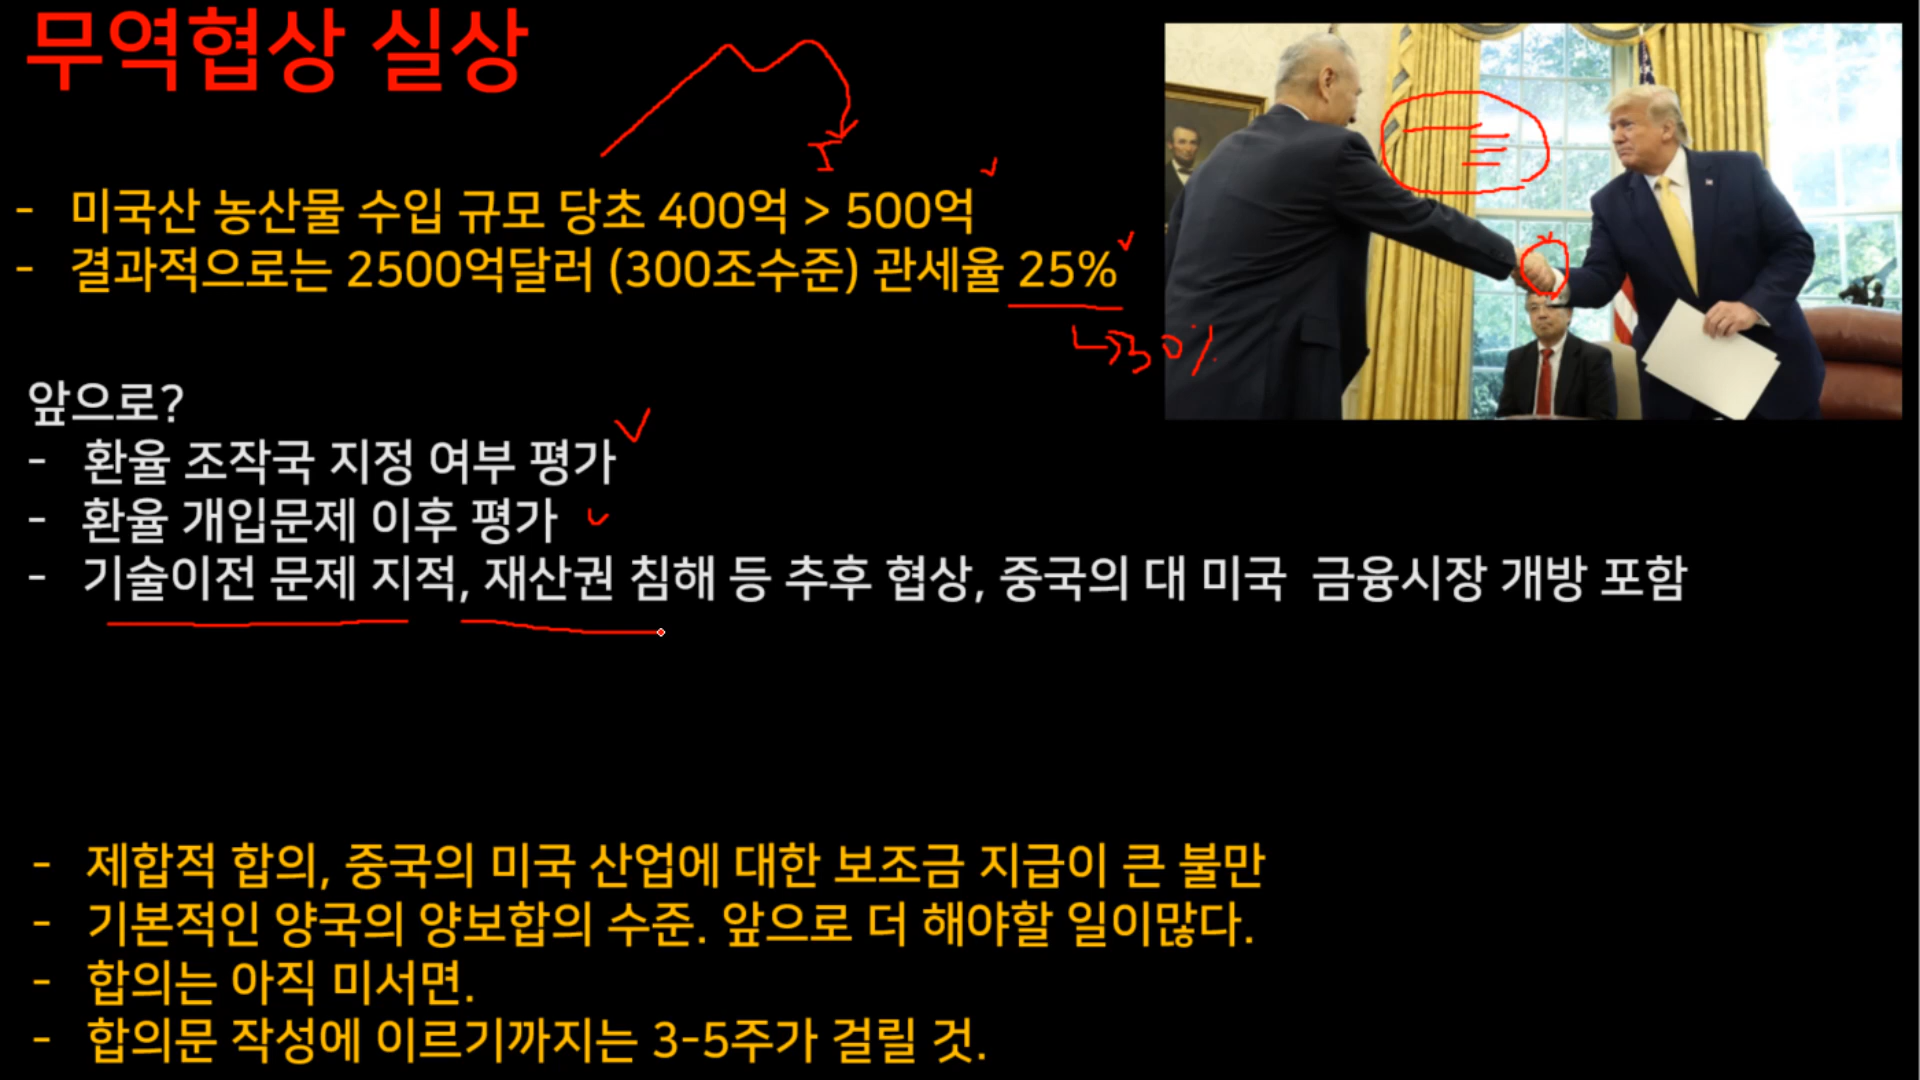 무역협상 실상
- 미국산 농산물 수입 규모 당초 400억 > 500억
- 결과적으로는 2500억달러 (300조수준) 관세율 25%
30%
앞으로?
- 환율 조작국 지정 여부 평가
- 환율 개입문제 이후 평가
- 기술이전 문제 지적, 재산권 침해 등 추후 협상, 중국의 대 미국 금융시장 개방 포함
- 제합적 합의, 중국의 미국 산업에 대한 보조금 지급이 큰 불만
- 기본적인 양국의 양보합의 수준. 앞으로 더 해야할 일이많다.
- 합의는 아직 미서면.
- 합의문 작성에 이르기까지는 3-5주가 걸릴 것.